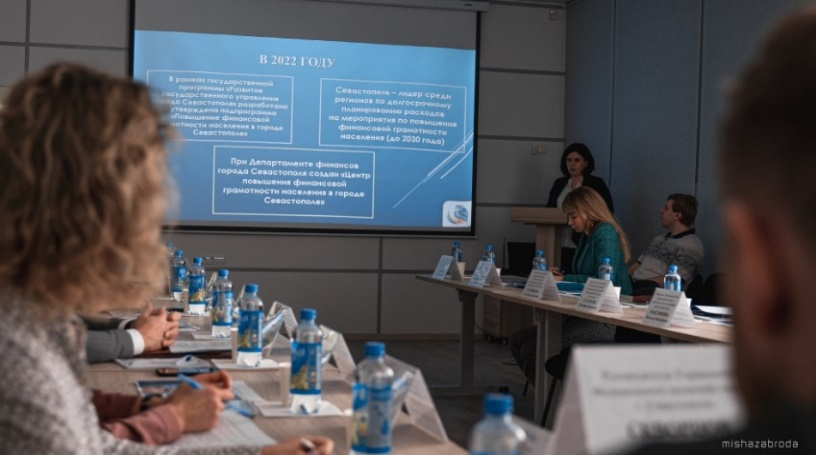 В 2022 ГОДУ
В рамках государственной
программы «Развитие
государственного управления
города Севастополя» разработана
утверждена подпрограмма
«Повышение финансовой
грамотности населения в городе
Севастополе»
Севастополь – лидер среди
регионов по долгосрочному
планированию расходов
на мероприятия по повышению
финансовой грамотности
населения (до 2030 года)
При Департаменте финансов
города Севастополя создан «Центр
повышения финансовой
грамотности населения в городе
Севастополе»
mishazabroda